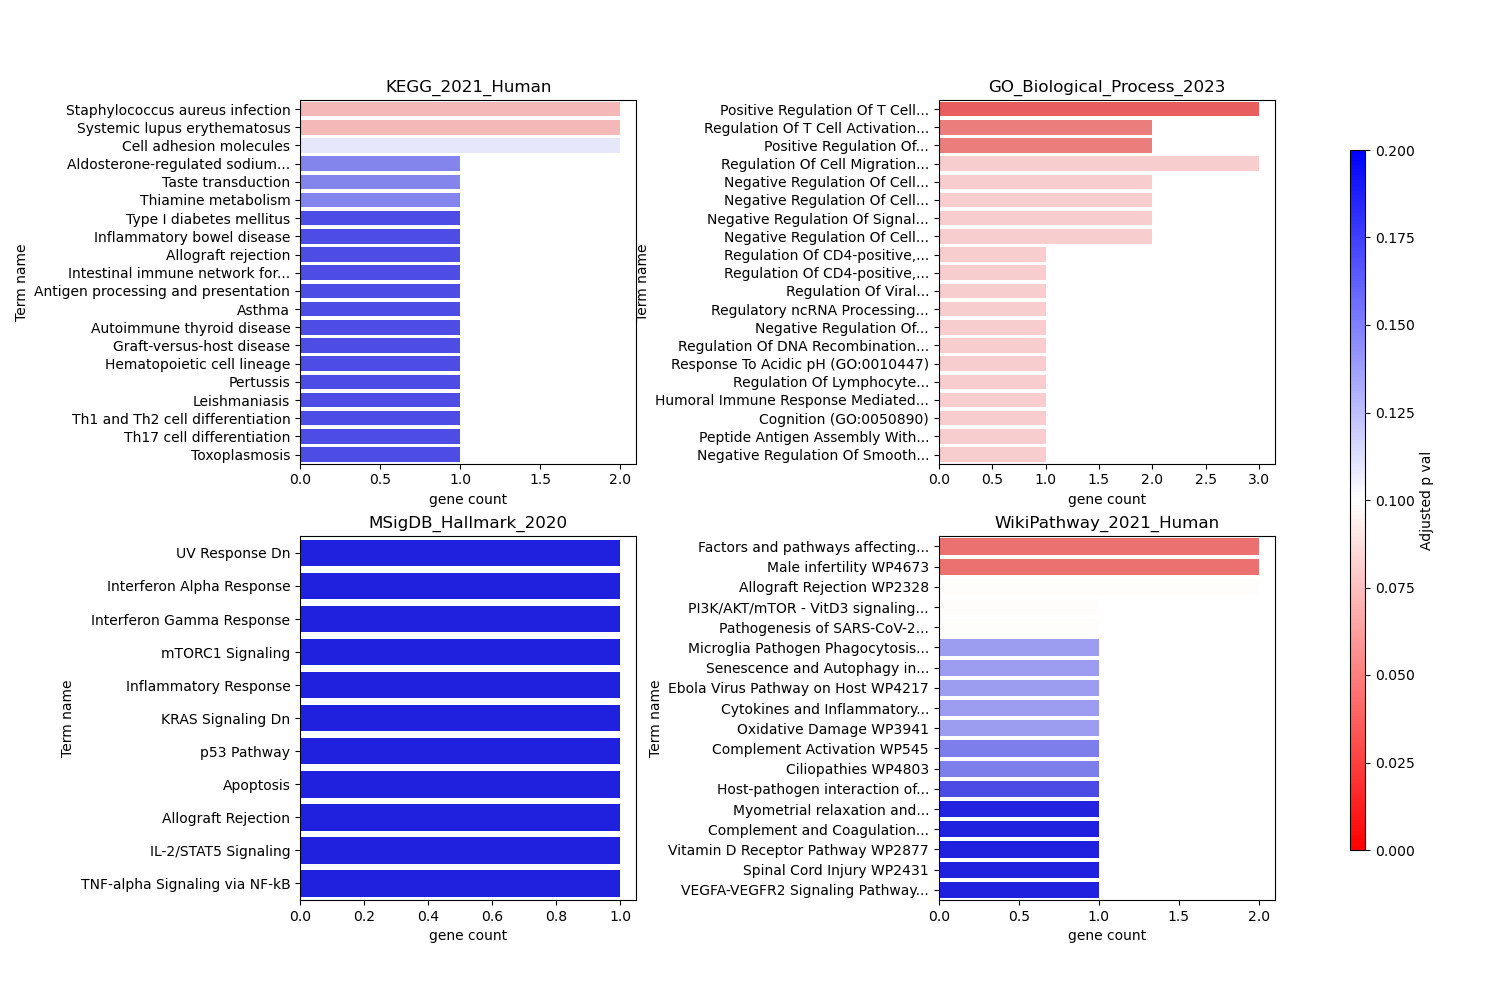 KEGG_2021_Human
Staphylococcus aureus infection
Systemic lupus erythematosus
Cell adhesion molecules
Aldosterone-regulated sodium...
Taste transduction
Thiamine metabolism
Type I diabetes mellitus
Inflammatory bowel disease
Allograft rejection
Intestinal immune network for...
Antigen processing and presentation
Asthma
Autoimmune thyroid disease
Graft-versus-host disease
Hematopoietic cell lineage
Pertussis
Leishmaniasis
Th1 and Th2 cell differentiation
Th17 cell differentiation
Toxoplasmosis
Term name
0.0 0.5 1.0 1.5 2.0
gene count
GO_Biological_Process_2023
Positive Regulation Of T Cell...
Regulation Of T Cell Activation...
Positive Regulation Of...
Regulation Of Cell Migration...
Negative Regulation Of Cell...
Negative Regulation Of Cell...
Negative Regulation Of Signal...
Negative Regulation Of Cell...
Regulation Of CD4-positive,...
Regulation Of CD4-positive,...
Regulation Of Viral...
Regulatory ncRNA Processing...
Negative Regulation Of...
Regulation Of DNA Recombination...
Response To Acidic pH (GO:0010447)
Regulation Of Lymphocyte...
Humoral Immune Response Mediated...
Cognition (GO:0050890)
Peptide Antigen Assembly With...
Negative Regulation Of Smooth...
Term name
0.0 0.5 1.0 1.5 2.0 2.5 3.0
gene count
MSigDB_Hallmark_2020
UV Response Dn
Interferon Alpha Response
Interferon Gamma Response
mTORC1 Signaling
Inflammatory Response
KRAS Signaling Dn
p53 Pathway
Apoptosis
Allograft Rejection
IL-2/STAT5 Signaling
TNF-alpha Signaling via NF-kB
Term name
0.0 0.2 0.4 0.6 0.8 1.0
gene count
WikiPathway_2021_Human
Factors and pathways affecting...
Male infertility WP4673
Allograft Rejection WP2328
PI3K/AKT/mTOR - VitD3 signaling...
Pathogenesis of SARS-CoV-2...
Microglia Pathogen Phagocytosis...
Senescence and Autophagy in...
Ebola Virus Pathway on Host WP4217
Cytokines and Inflammatory...
Oxidative Damage WP3941
Complement Activation WP545
Ciliopathies WP4803
Host-pathogen interaction of...
Myometrial relaxation and...
Complement and Coagulation...
Vitamin D Receptor Pathway WP2877
Spinal Cord Injury WP2431
VEGFA-VEGFR2 Signaling Pathway...
Term name
0.0 0.5 1.0 1.5 2.0
gene count
0.200
0.175
0.150
0.125
0.100
0.075
0.050
0.025
0.000
Adjusted p val